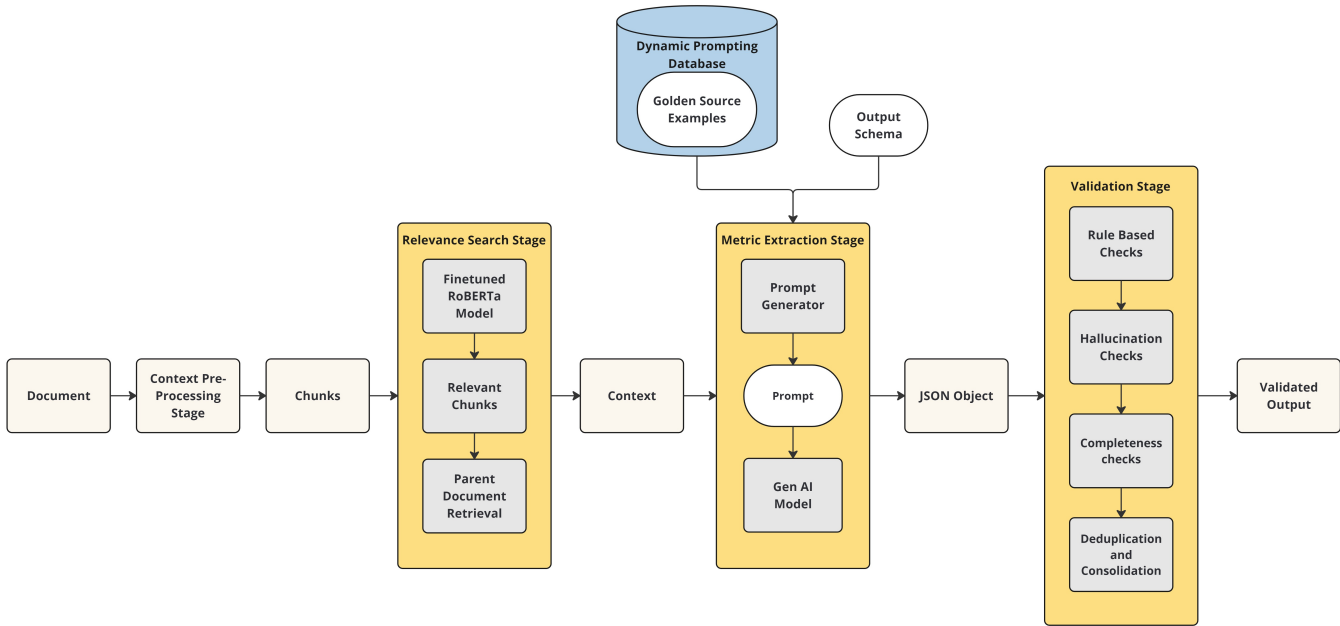 Dynamic Prompting
Database
Golden Source
Examples
Output
Schema
Validation Stage
Rule Based
Checks
Hallucination
Checks
Completeness
checks
Deduplication
and
Consolidation
Relevance Search Stage
Finetuned
RoBERTa
Model
Relevant
Chunks
Parent
Document
Retrieval
Metric Extraction Stage
Prompt
Generator
Prompt
Gen AI
Model
Document
Context Pre-
Processing
Stage
Chunks
Context
JSON Object
Validated
Output